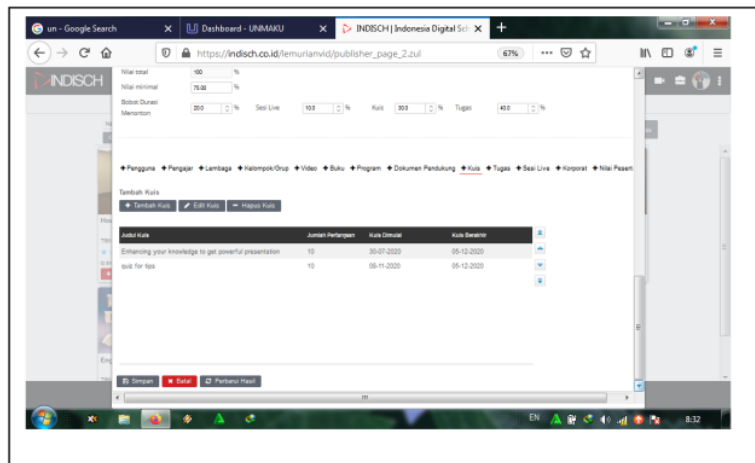 un - Google Search
Dashboard - UNMAKU
INDISCH | Indonesia Digital Sch
https://indisch.co.id/lemurianvid/publisher_page_2.zul
67%
INDISCH
Nilai total 100 %
Nilai minimal 75.00 %
Bobot Durasi Menonton 20.0 % Sesi Live 10.0 % Kuis 30.0 % Tugas 40.0 %
+Pengguna +Pengajar +Lembaga +Kelompok/Grup +Video +Buku +Program +Dokumen Pendukung +Kuis +Tugas +Sesi Live +Korporat +Nilai Pesert
Tambah Kuis
+ Tambah Kuis Edit Kuis − Hapus Kuis
Judul Kuis Jumlah Pertanyaan Kuis Dimulai Kuis Berakhir
Enhancing your knowledge to get powerful presentation 10 30-07-2020 05-12-2020
quiz for tips 10 09-11-2020 05-12-2020
Simpan Batal Perbarui Hasil
EN 8:32